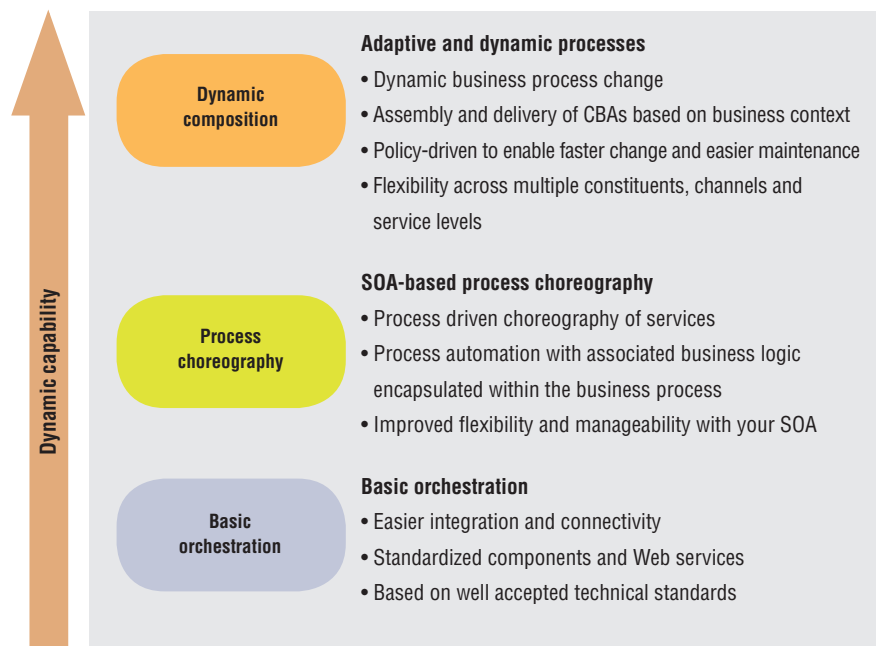 Dynamic capability
Dynamic
composition
Adaptive and dynamic processes
• Dynamic business process change
• Assembly and delivery of CBAs based on business context
• Policy-driven to enable faster change and easier maintenance
• Flexibility across multiple constituents, channels and
service levels
Process
choreography
SOA-based process choreography
• Process driven choreography of services
• Process automation with associated business logic
encapsulated within the business process
• Improved flexibility and manageability with your SOA
Basic
orchestration
Basic orchestration
• Easier integration and connectivity
• Standardized components and Web services
• Based on well accepted technical standards